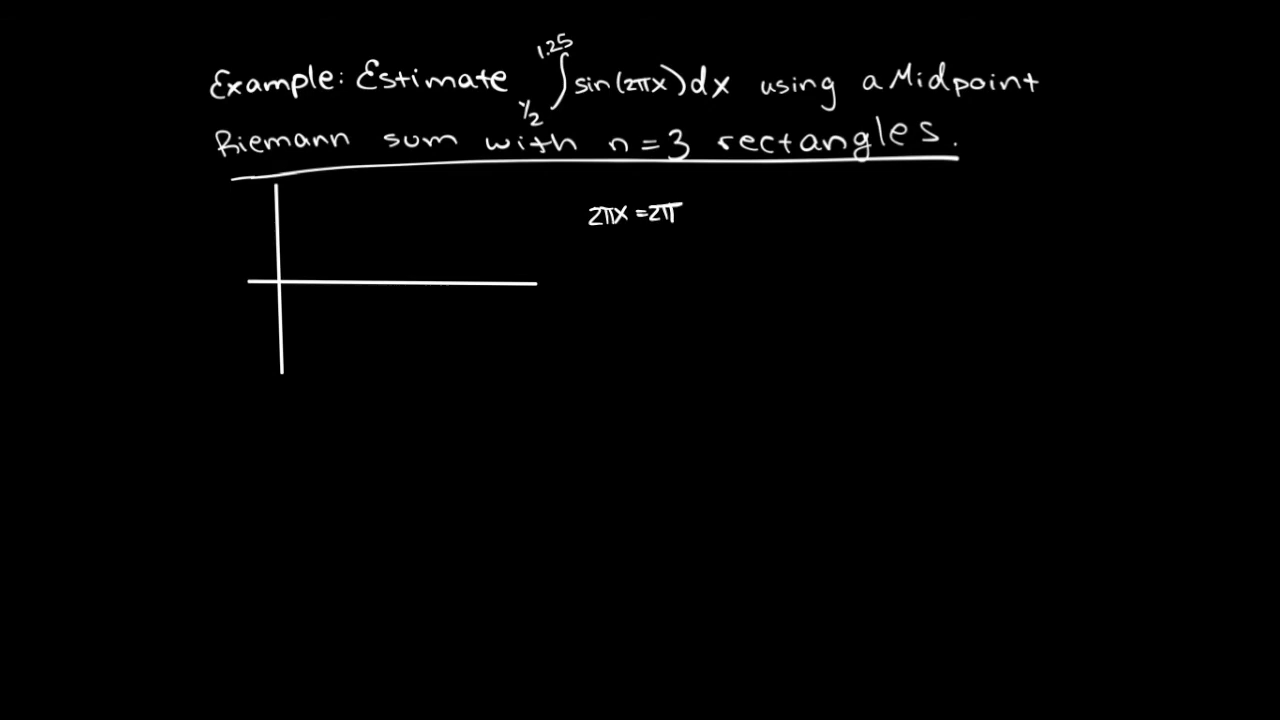 Example: Estimate ∫_{1/2}^{1.25} sin(2πx)dx using a Midpoint
Riemann sum with n=3 rectangles.
2πx=2π